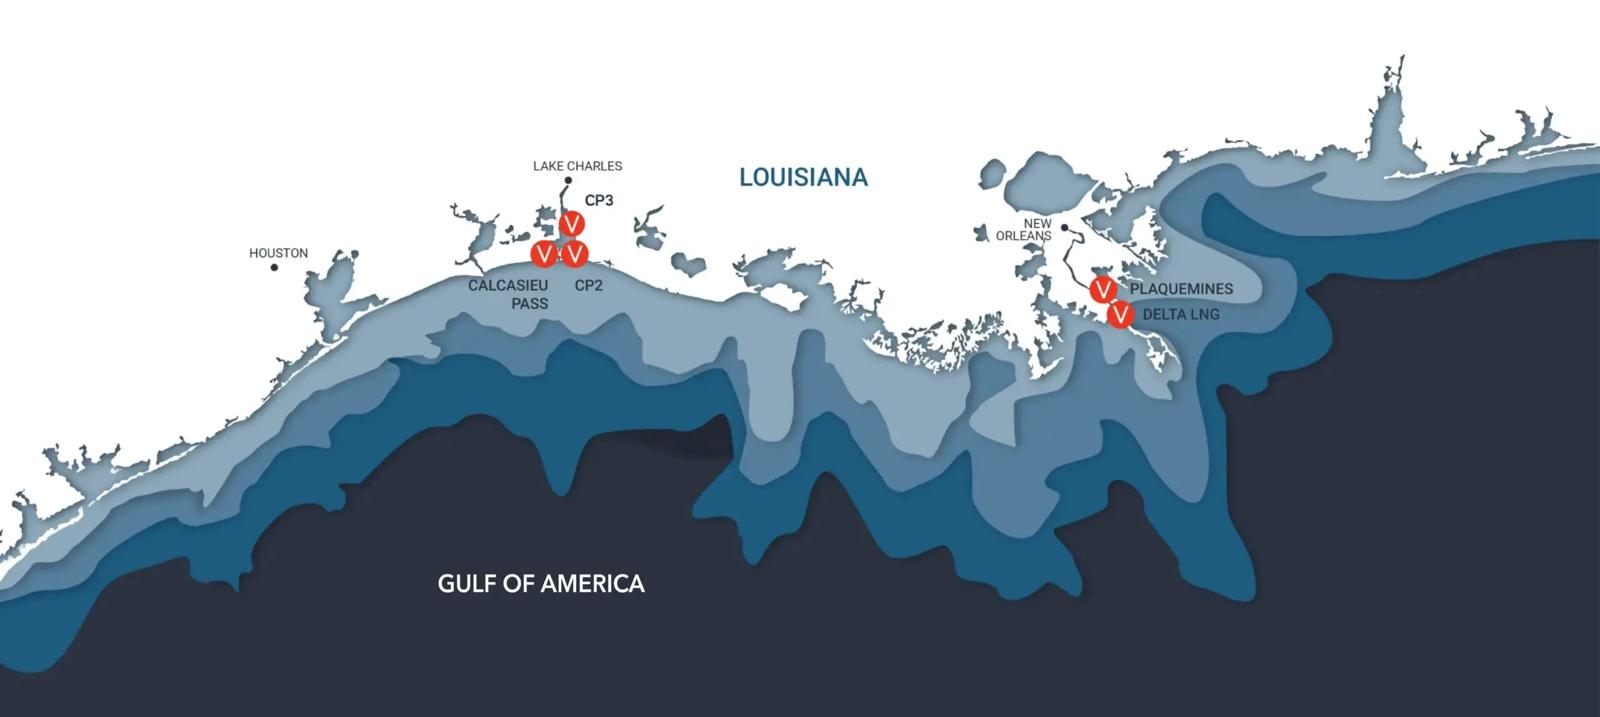 LAKE CHARLES
CP3
LOUISIANA
NEW
ORLEANS
HOUSTON
V
V V
CALCASIEU
PASS
CP2
V PLAQUEMINES
V DELTA LNG
GULF OF AMERICA